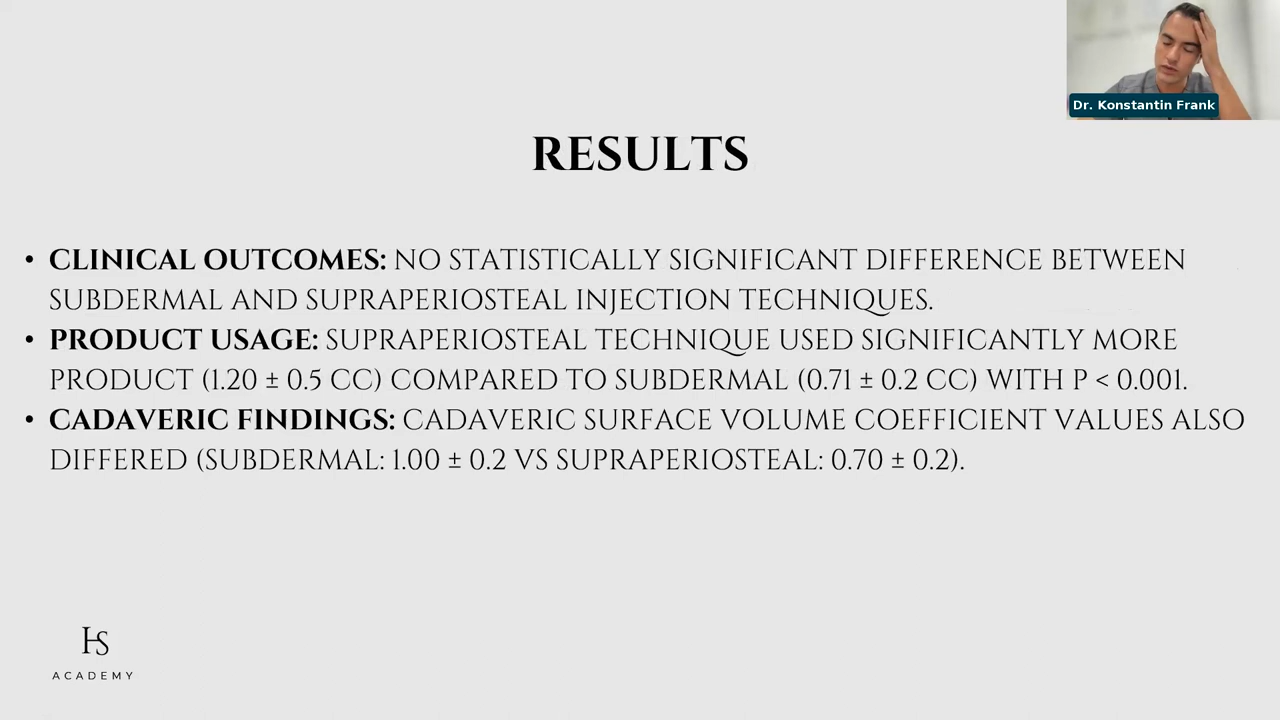 Dr. Konstantin Frank
RESULTS
• CLINICAL OUTCOMES: NO STATISTICALLY SIGNIFICANT DIFFERENCE BETWEEN
SUBDERMAL AND SUPRAPERIOSTEAL INJECTION TECHNIQUES.
• PRODUCT USAGE: SUPRAPERIOSTEAL TECHNIQUE USED SIGNIFICANTLY MORE
PRODUCT (1.20 ± 0.5 CC) COMPARED TO SUBDERMAL (0.71 ± 0.2 CC) WITH P < 0.001.
• CADAVERIC FINDINGS: CADAVERIC SURFACE VOLUME COEFFICIENT VALUES ALSO
DIFFERED (SUBDERMAL: 1.00 ± 0.2 VS SUPRAPERIOSTEAL: 0.70 ± 0.2).
HS
ACADEMY